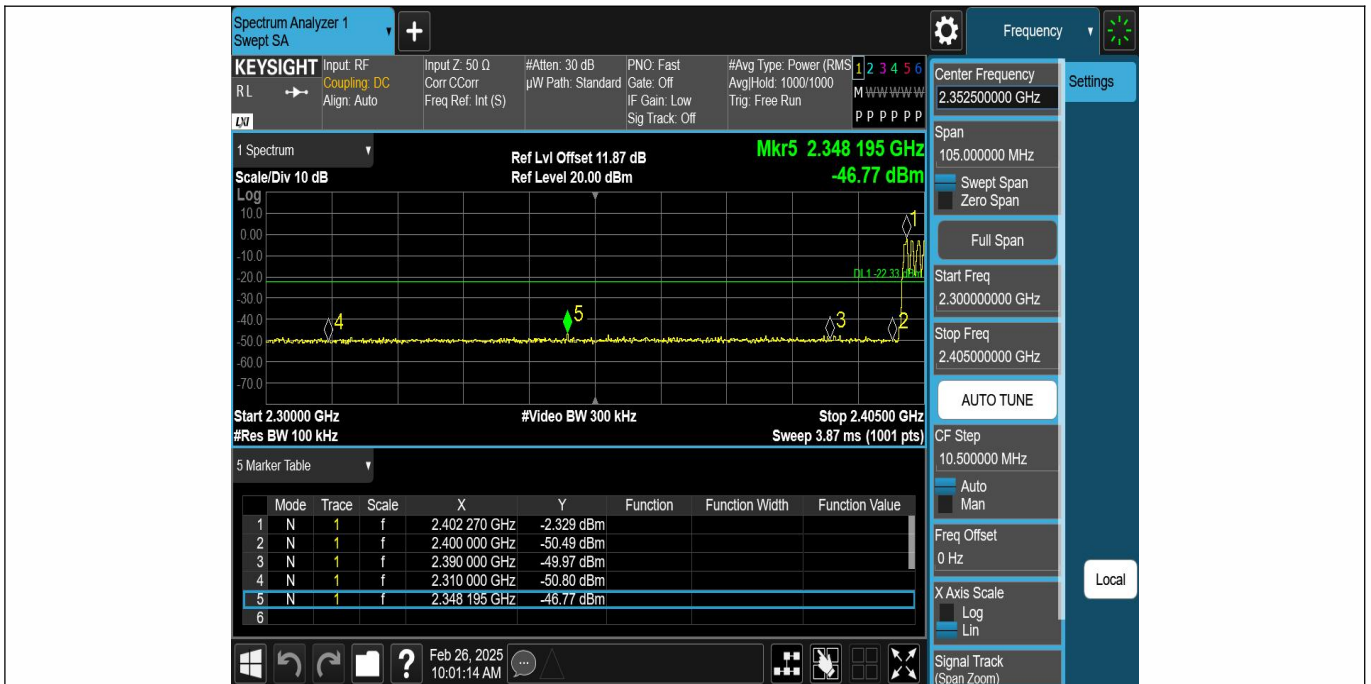 Spectrum Analyzer 1
Swept SA
+
Frequency
KEYSIGHT
RL
LXI
Input: RF
Coupling: DC
Align: Auto
Input Z: 50 Ω
Corr CCorr
Freq Ref: Int (S)
#Atten: 30 dB
µW Path: Standard
PNO: Fast
Gate: Off
IF Gain: Low
Sig Track: Off
#Avg Type: Power (RMS
Avg|Hold: 1000/1000
Trig: Free Run
1 2 3 4 5 6
M W W W W W
P P P P P P
1 Spectrum
Scale/Div 10 dB
Ref Lvl Offset 11.87 dB
Ref Level 20.00 dBm
Mkr5 2.348 195 GHz
-46.77 dBm
Log
10.0
0.00
-10.0
-20.0
-30.0
-40.0
-50.0
-60.0
-70.0
1
DL1 -22.33 dBm
4
5
3
2
Start 2.30000 GHz
#Video BW 300 kHz
Stop 2.40500 GHz
#Res BW 100 kHz
Sweep 3.87 ms (1001 pts)
5 Marker Table
Mode Trace Scale X Y Function Function Width Function Value
1 N 1 f 2.402 270 GHz -2.329 dBm
2 N 1 f 2.400 000 GHz -50.49 dBm
3 N 1 f 2.390 000 GHz -49.97 dBm
4 N 1 f 2.310 000 GHz -50.80 dBm
5 N 1 f 2.348 195 GHz -46.77 dBm
6
?
Feb 26, 2025
10:01:14 AM
Center Frequency
2.352500000 GHz
Settings
Span
105.000000 MHz
Swept Span
Zero Span
Full Span
Start Freq
2.300000000 GHz
Stop Freq
2.405000000 GHz
AUTO TUNE
CF Step
10.500000 MHz
Auto
Man
Freq Offset
0 Hz
Local
X Axis Scale
Log
Lin
Signal Track
(Span Zoom)